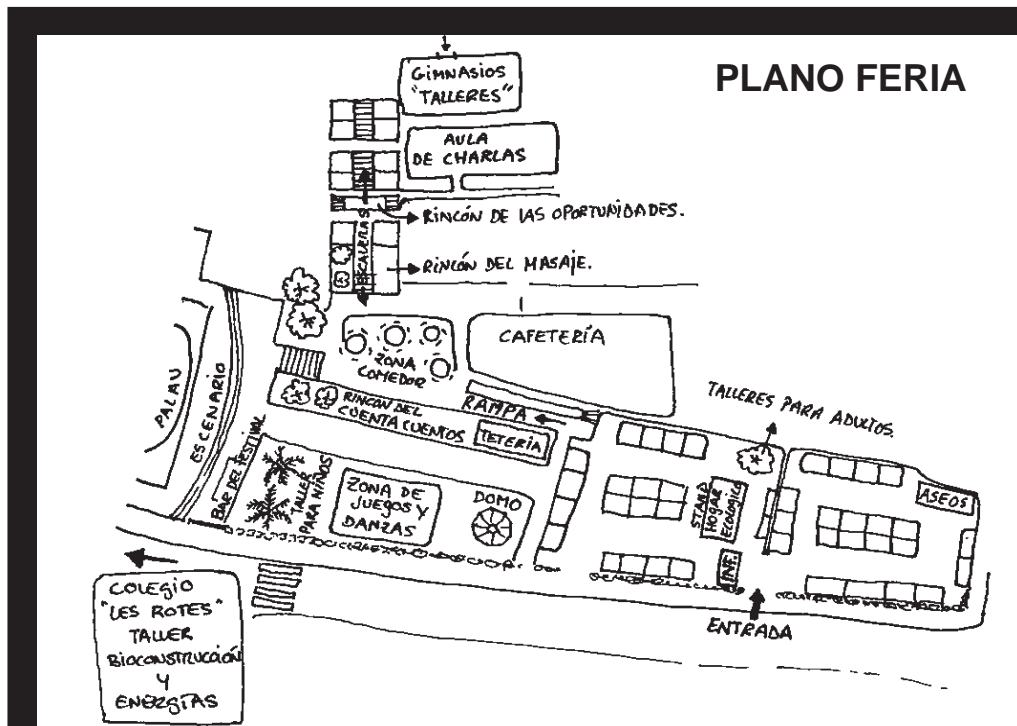 PLANO FERIA
GIMNASIOS
"TALLERES"
AULA
DE CHARLAS
RINCÓN DE LAS OPORTUNIDADES.
ESCALERAS
RINCÓN DEL MASAJE.
CAFETERÍA
ZONA
COMEDOR
PALAU
ESCENARIO
RINCÓN DEL
CUENTA CUENTOS
RAMPA
TETERÍA
TALLERES PARA ADULTOS.
BAR DEL FESTIVAL
TALLER
PARA NIÑOS
ZONA DE
JUEGOS Y
DANZAS
DOMO
STAND
HOGAR
ECOLÓGICO
ASEOS
INF.
ENTRADA
COLEGIO
"LES ROTES"
TALLER
BIOCONSTRUCCIÓN
Y
ENERGÍAS